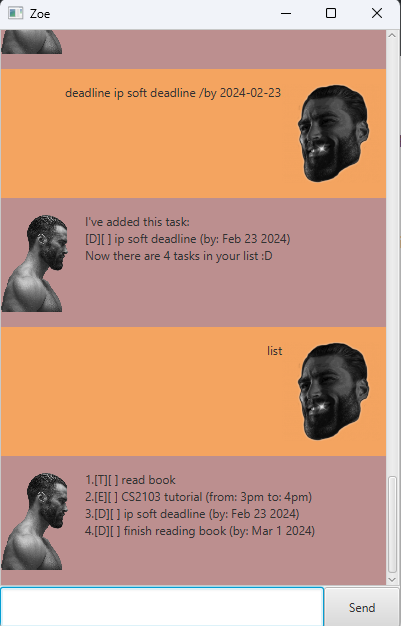 Zoe
deadline ip soft deadline /by 2024-02-23
I've added this task:
[D][ ] ip soft deadline (by: Feb 23 2024)
Now there are 4 tasks in your list :D
list
1.[T][ ] read book
2.[E][ ] CS2103 tutorial (from: 3pm to: 4pm)
3.[D][ ] ip soft deadline (by: Feb 23 2024)
4.[D][ ] finish reading book (by: Mar 1 2024)
Send